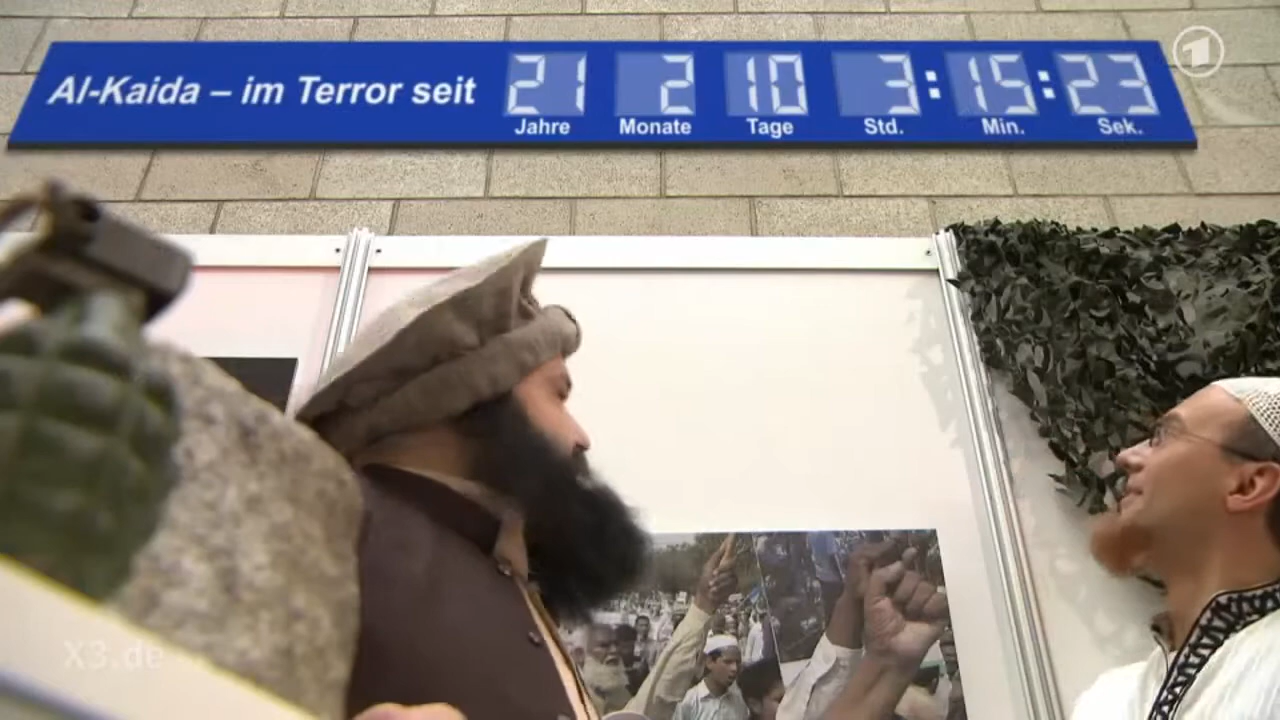 Al-Kaida – im Terror seit 21 2 10 3:15:23
Jahre Monate Tage Std. Min. Sek.
1
X3.de